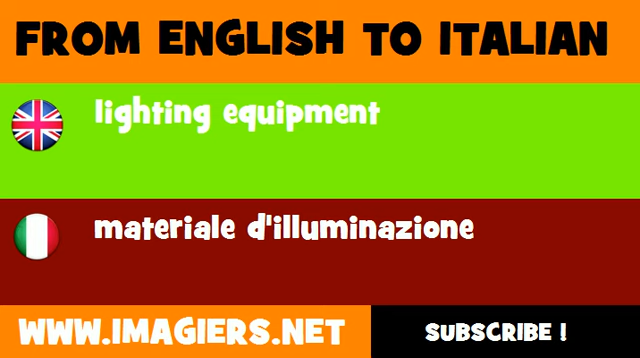 FROM ENGLISH TO ITALIAN
lighting equipment
materiale d'illuminazione
WWW.IMAGIERS.NET
SUBSCRIBE !